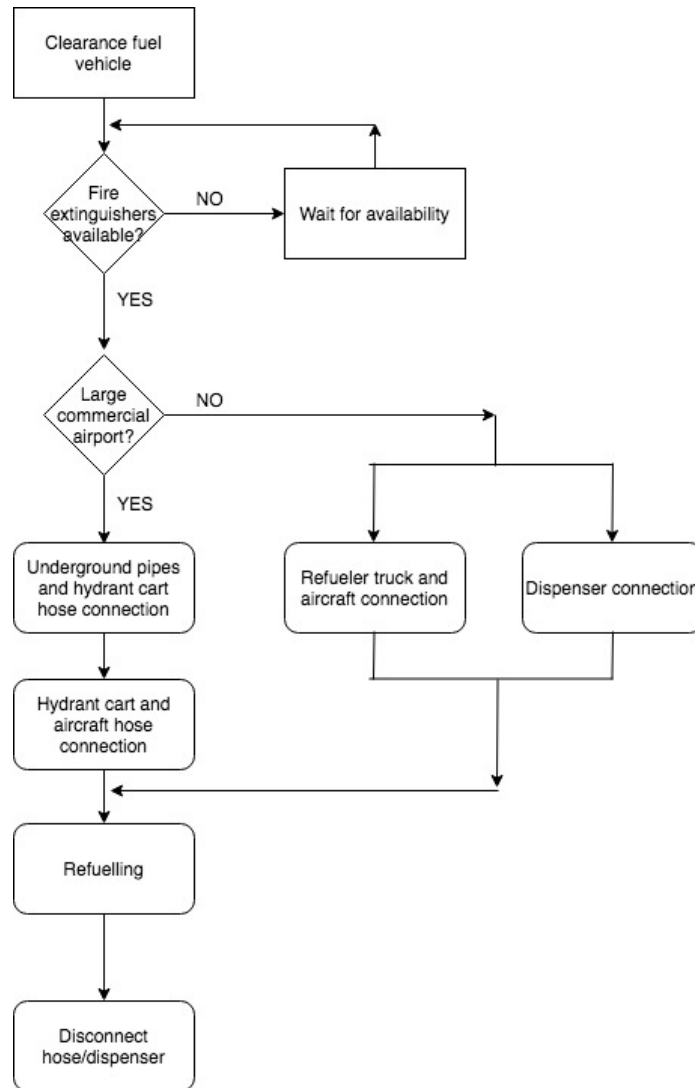 Clearance fuel
vehicle
Fire
extinguishers
available?
NO
Wait for availability
YES
Large
commercial
airport?
NO
YES
Underground pipes
and hydrant cart
hose connection
Refueler truck and
aircraft connection
Dispenser connection
Hydrant cart and
aircraft hose
connection
Refuelling
Disconnect
hose/dispenser